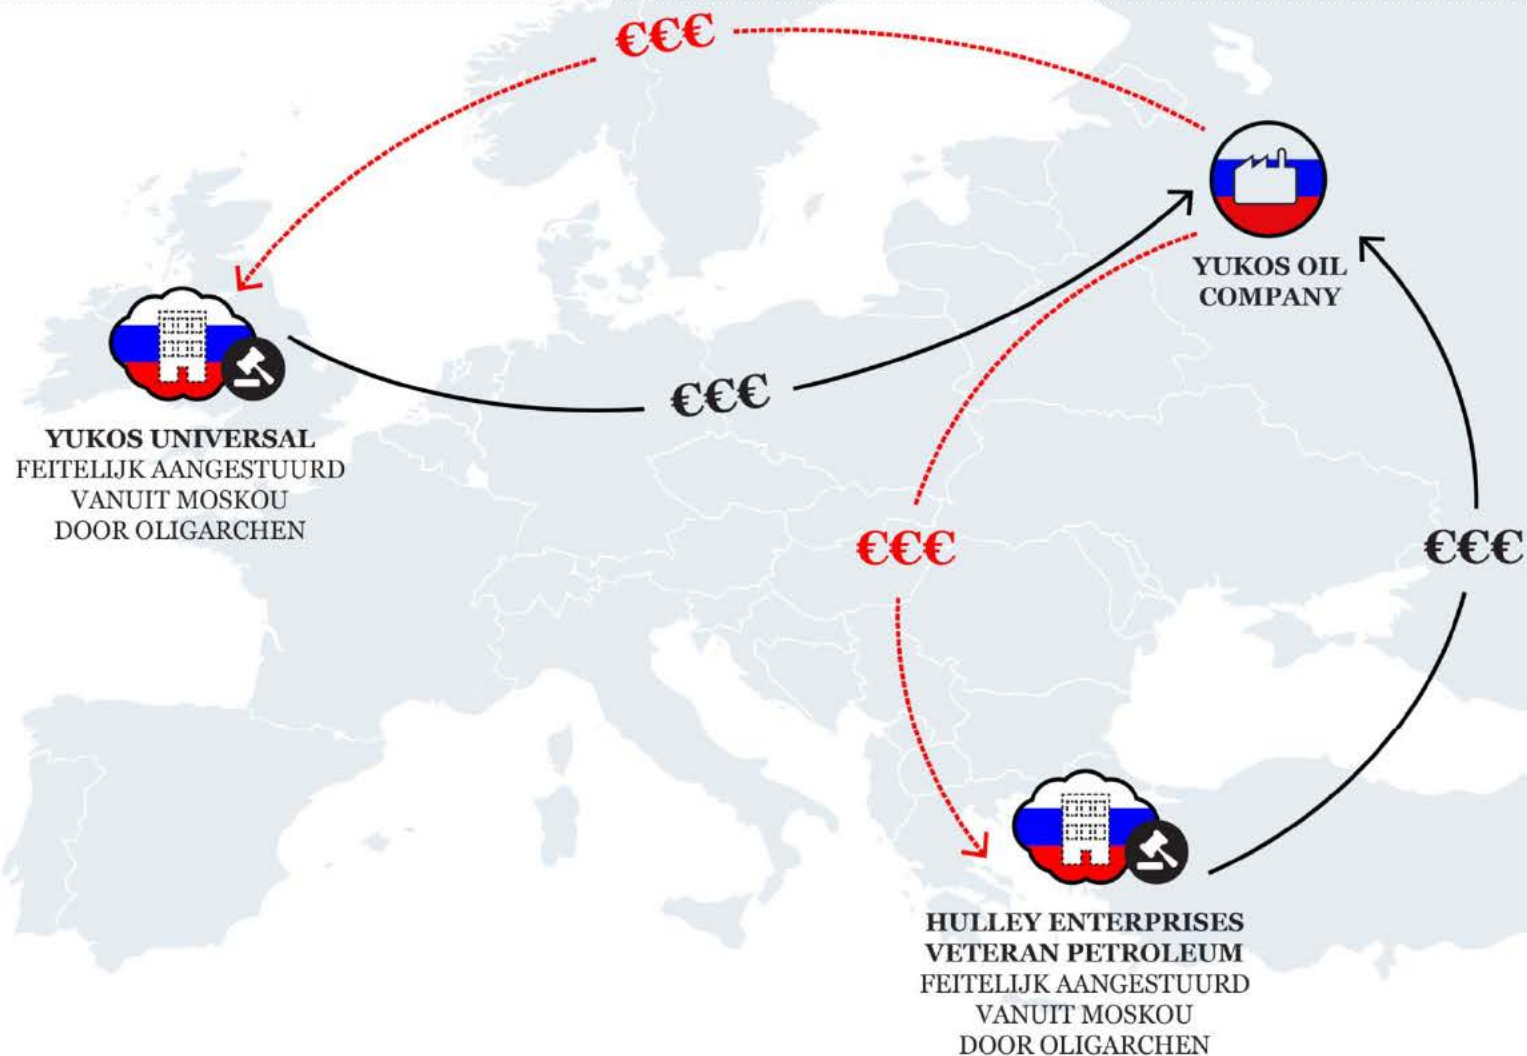 €€€
YUKOS OIL
COMPANY
€€€
YUKOS UNIVERSAL
FEITELIJK AANGESTUURD
VANUIT MOSKOU
DOOR OLIGARCHEN
€€€
€€€
HULLEY ENTERPRISES
VETERAN PETROLEUM
FEITELIJK AANGESTUURD
VANUIT MOSKOU
DOOR OLIGARCHEN